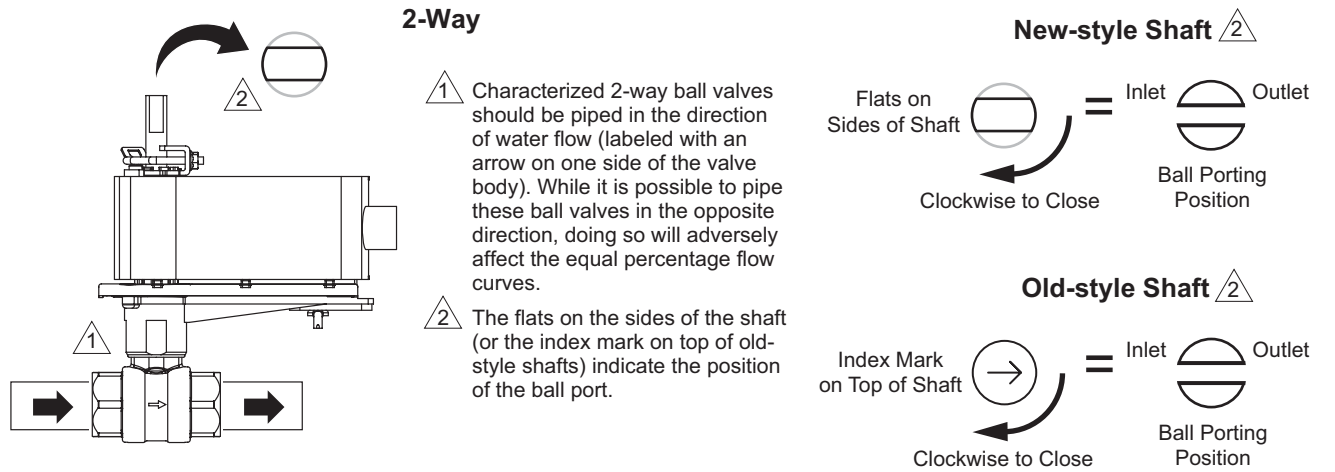 2-Way
2
1 Characterized 2-way ball valves
should be piped in the direction
of water flow (labeled with an
arrow on one side of the valve
body). While it is possible to pipe
these ball valves in the opposite
direction, doing so will adversely
affect the equal percentage flow
curves.
2 The flats on the sides of the shaft
(or the index mark on top of old-
style shafts) indicate the position
of the ball port.
1
New-style Shaft 2
Flats on
Sides of Shaft
=
Inlet
Outlet
Clockwise to Close
Ball Porting
Position
Old-style Shaft 2
Index Mark
on Top of Shaft
=
Inlet
Outlet
Clockwise to Close
Ball Porting
Position